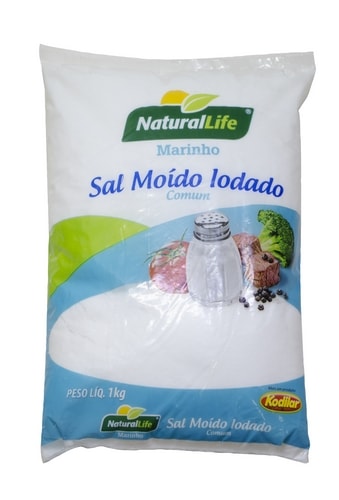 NaturalLife®
Marinho
Sal Moído Iodado
Comum
PESO LÍQ. 1kg
Kodilar
NaturalLife
Marinho
Sal Moído Iodado
Comum